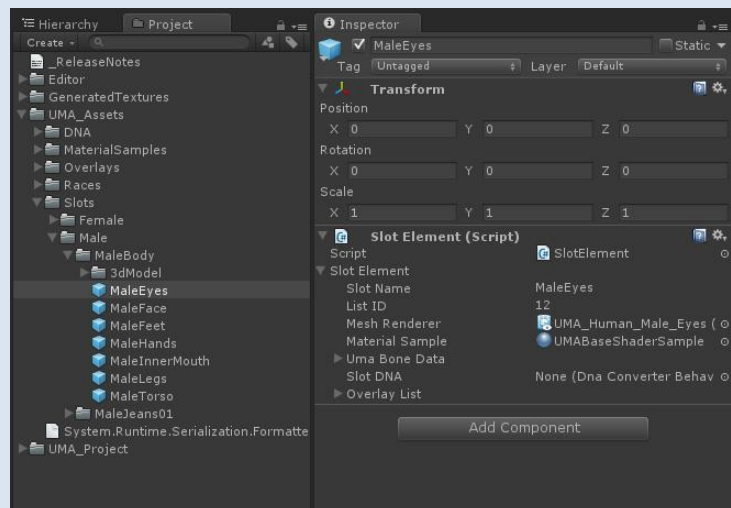 Hierarchy
Project
Create
_ReleaseNotes
Editor
GeneratedTextures
UMA_Assets
DNA
MaterialSamples
Overlays
Races
Slots
Female
Male
MaleBody
3dModel
MaleEyes
MaleFace
MaleFeet
MaleHands
MaleInnerMouth
MaleLegs
MaleTorso
MaleJeans01
System.Runtime.Serialization.Formatte
UMA_Project
Inspector
MaleEyes Static
Tag Untagged Layer Default
Transform
Position
X 0 Y 0 Z 0
Rotation
X 0 Y 0 Z 0
Scale
X 1 Y 1 Z 1
Slot Element (Script)
Script SlotElement
Slot Element
Slot Name MaleEyes
List ID 12
Mesh Renderer UMA_Human_Male_Eyes (
Material Sample UMABaseShaderSample
Uma Bone Data
Slot DNA None (Dna Converter Behav
Overlay List
Add Component